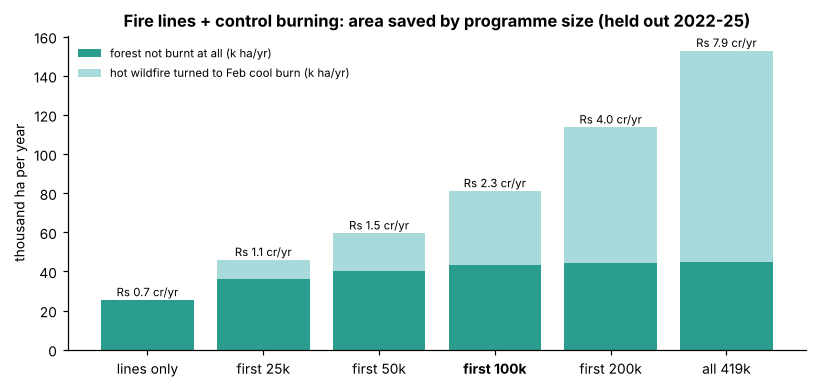 Fire lines + control burning: area saved by programme size (held out 2022-25)
160
140
120
100
80
60
40
20
0
thousand ha per year
forest not burnt at all (k ha/yr)
hot wildfire turned to Feb cool burn (k ha/yr)
Rs 0.7 cr/yr
Rs 1.1 cr/yr
Rs 1.5 cr/yr
Rs 2.3 cr/yr
Rs 4.0 cr/yr
Rs 7.9 cr/yr
lines only
first 25k
first 50k
first 100k
first 200k
all 419k